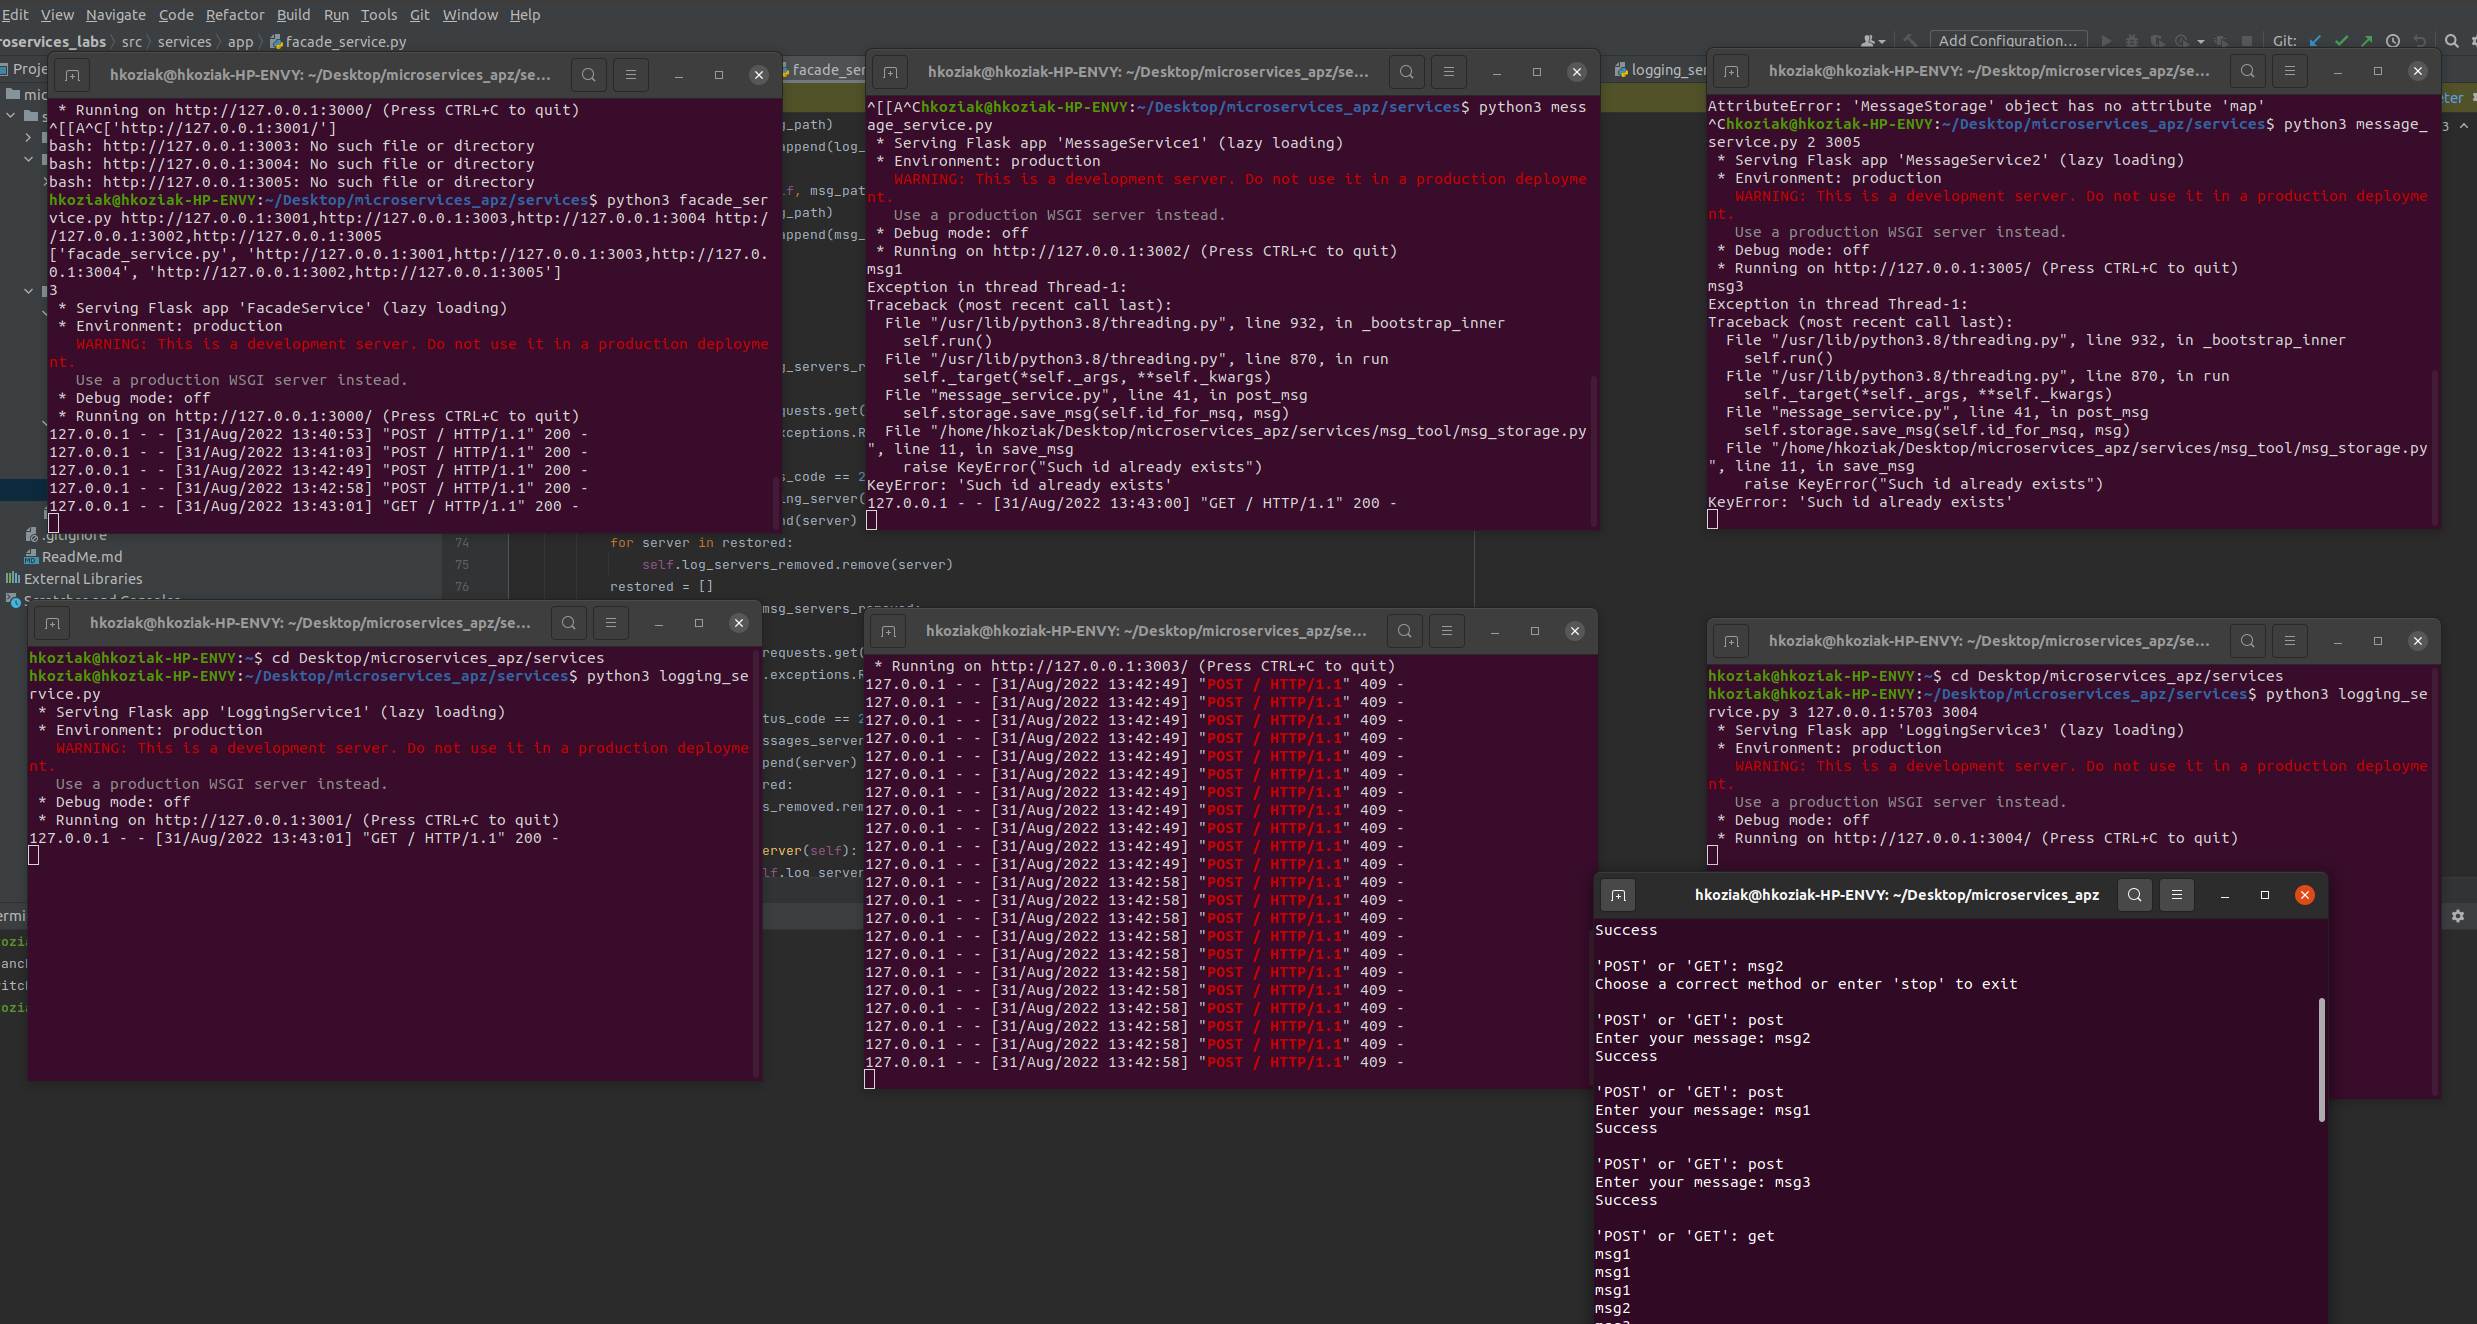 Edit View Navigate Code Refactor Build Run Tools Git Window Help
roservices_labs src services app facade_service.py
Add Configuration... Git:
hkoziak@hkoziak-HP-ENVY: ~/Desktop/microservices_apz/se...
 * Running on http://127.0.0.1:3000/ (Press CTRL+C to quit)
^[[A^C['http://127.0.0.1:3001/']
bash: http://127.0.0.1:3003: No such file or directory
bash: http://127.0.0.1:3004: No such file or directory
bash: http://127.0.0.1:3005: No such file or directory
hkoziak@hkoziak-HP-ENVY:~/Desktop/microservices_apz/services$ python3 facade_ser
vice.py http://127.0.0.1:3001,http://127.0.0.1:3003,http://127.0.0.1:3004 http:/
/127.0.0.1:3002,http://127.0.0.1:3005
['facade_service.py', 'http://127.0.0.1:3001,http://127.0.0.1:3003,http://127.0.
0.1:3004', 'http://127.0.0.1:3002,http://127.0.0.1:3005']
3
 * Serving Flask app 'FacadeService' (lazy loading)
 * Environment: production
   WARNING: This is a development server. Do not use it in a production deployme
nt.
   Use a production WSGI server instead.
 * Debug mode: off
 * Running on http://127.0.0.1:3000/ (Press CTRL+C to quit)
127.0.0.1 - - [31/Aug/2022 13:40:53] "POST / HTTP/1.1" 200 -
127.0.0.1 - - [31/Aug/2022 13:41:03] "POST / HTTP/1.1" 200 -
127.0.0.1 - - [31/Aug/2022 13:42:49] "POST / HTTP/1.1" 200 -
127.0.0.1 - - [31/Aug/2022 13:42:58] "POST / HTTP/1.1" 200 -
127.0.0.1 - - [31/Aug/2022 13:43:01] "GET / HTTP/1.1" 200 -
facade_ser
hkoziak@hkoziak-HP-ENVY: ~/Desktop/microservices_apz/se...
^[[A^Chkoziak@hkoziak-HP-ENVY:~/Desktop/microservices_apz/services$ python3 mess
age_service.py
 * Serving Flask app 'MessageService1' (lazy loading)
 * Environment: production
   WARNING: This is a development server. Do not use it in a production deployme
nt.
   Use a production WSGI server instead.
 * Debug mode: off
 * Running on http://127.0.0.1:3002/ (Press CTRL+C to quit)
msg1
Exception in thread Thread-1:
Traceback (most recent call last):
  File "/usr/lib/python3.8/threading.py", line 932, in _bootstrap_inner
    self.run()
  File "/usr/lib/python3.8/threading.py", line 870, in run
    self._target(*self._args, **self._kwargs)
  File "message_service.py", line 41, in post_msg
    self.storage.save_msg(self.id_for_msq, msg)
  File "/home/hkoziak/Desktop/microservices_apz/services/msg_tool/msg_storage.py
", line 11, in save_msg
    raise KeyError("Such id already exists")
KeyError: 'Such id already exists'
127.0.0.1 - - [31/Aug/2022 13:43:00] "GET / HTTP/1.1" 200 -
logging_ser
hkoziak@hkoziak-HP-ENVY: ~/Desktop/microservices_apz/se...
AttributeError: 'MessageStorage' object has no attribute 'map'
^Chkoziak@hkoziak-HP-ENVY:~/Desktop/microservices_apz/services$ python3 message_
service.py 2 3005
 * Serving Flask app 'MessageService2' (lazy loading)
 * Environment: production
   WARNING: This is a development server. Do not use it in a production deployme
nt.
   Use a production WSGI server instead.
 * Debug mode: off
 * Running on http://127.0.0.1:3005/ (Press CTRL+C to quit)
msg3
Exception in thread Thread-1:
Traceback (most recent call last):
  File "/usr/lib/python3.8/threading.py", line 932, in _bootstrap_inner
    self.run()
  File "/usr/lib/python3.8/threading.py", line 870, in run
    self._target(*self._args, **self._kwargs)
  File "message_service.py", line 41, in post_msg
    self.storage.save_msg(self.id_for_msq, msg)
  File "/home/hkoziak/Desktop/microservices_apz/services/msg_tool/msg_storage.py
", line 11, in save_msg
    raise KeyError("Such id already exists")
KeyError: 'Such id already exists'
.gitignore
ReadMe.md
External Libraries
74 for server in restored:
75 self.log_servers_removed.remove(server)
76 restored = []
hkoziak@hkoziak-HP-ENVY: ~/Desktop/microservices_apz/se...
hkoziak@hkoziak-HP-ENVY:~$ cd Desktop/microservices_apz/services
hkoziak@hkoziak-HP-ENVY:~/Desktop/microservices_apz/services$ python3 logging_se
rvice.py
 * Serving Flask app 'LoggingService1' (lazy loading)
 * Environment: production
   WARNING: This is a development server. Do not use it in a production deployme
nt.
   Use a production WSGI server instead.
 * Debug mode: off
 * Running on http://127.0.0.1:3001/ (Press CTRL+C to quit)
127.0.0.1 - - [31/Aug/2022 13:43:01] "GET / HTTP/1.1" 200 -
hkoziak@hkoziak-HP-ENVY: ~/Desktop/microservices_apz/se...
 * Running on http://127.0.0.1:3003/ (Press CTRL+C to quit)
127.0.0.1 - - [31/Aug/2022 13:42:49] "POST / HTTP/1.1" 409 -
127.0.0.1 - - [31/Aug/2022 13:42:49] "POST / HTTP/1.1" 409 -
127.0.0.1 - - [31/Aug/2022 13:42:49] "POST / HTTP/1.1" 409 -
127.0.0.1 - - [31/Aug/2022 13:42:49] "POST / HTTP/1.1" 409 -
127.0.0.1 - - [31/Aug/2022 13:42:49] "POST / HTTP/1.1" 409 -
127.0.0.1 - - [31/Aug/2022 13:42:49] "POST / HTTP/1.1" 409 -
127.0.0.1 - - [31/Aug/2022 13:42:49] "POST / HTTP/1.1" 409 -
127.0.0.1 - - [31/Aug/2022 13:42:49] "POST / HTTP/1.1" 409 -
127.0.0.1 - - [31/Aug/2022 13:42:49] "POST / HTTP/1.1" 409 -
127.0.0.1 - - [31/Aug/2022 13:42:49] "POST / HTTP/1.1" 409 -
127.0.0.1 - - [31/Aug/2022 13:42:49] "POST / HTTP/1.1" 409 -
127.0.0.1 - - [31/Aug/2022 13:42:58] "POST / HTTP/1.1" 409 -
127.0.0.1 - - [31/Aug/2022 13:42:58] "POST / HTTP/1.1" 409 -
127.0.0.1 - - [31/Aug/2022 13:42:58] "POST / HTTP/1.1" 409 -
127.0.0.1 - - [31/Aug/2022 13:42:58] "POST / HTTP/1.1" 409 -
127.0.0.1 - - [31/Aug/2022 13:42:58] "POST / HTTP/1.1" 409 -
127.0.0.1 - - [31/Aug/2022 13:42:58] "POST / HTTP/1.1" 409 -
127.0.0.1 - - [31/Aug/2022 13:42:58] "POST / HTTP/1.1" 409 -
127.0.0.1 - - [31/Aug/2022 13:42:58] "POST / HTTP/1.1" 409 -
127.0.0.1 - - [31/Aug/2022 13:42:58] "POST / HTTP/1.1" 409 -
127.0.0.1 - - [31/Aug/2022 13:42:58] "POST / HTTP/1.1" 409 -
127.0.0.1 - - [31/Aug/2022 13:42:58] "POST / HTTP/1.1" 409 -
hkoziak@hkoziak-HP-ENVY: ~/Desktop/microservices_apz/se...
hkoziak@hkoziak-HP-ENVY:~$ cd Desktop/microservices_apz/services
hkoziak@hkoziak-HP-ENVY:~/Desktop/microservices_apz/services$ python3 logging_se
rvice.py 3 127.0.0.1:5703 3004
 * Serving Flask app 'LoggingService3' (lazy loading)
 * Environment: production
   WARNING: This is a development server. Do not use it in a production deployme
nt.
   Use a production WSGI server instead.
 * Debug mode: off
 * Running on http://127.0.0.1:3004/ (Press CTRL+C to quit)
hkoziak@hkoziak-HP-ENVY: ~/Desktop/microservices_apz
Success
'POST' or 'GET': msg2
Choose a correct method or enter 'stop' to exit
'POST' or 'GET': post
Enter your message: msg2
Success
'POST' or 'GET': post
Enter your message: msg1
Success
'POST' or 'GET': post
Enter your message: msg3
Success
'POST' or 'GET': get
msg1
msg1
msg1
msg2